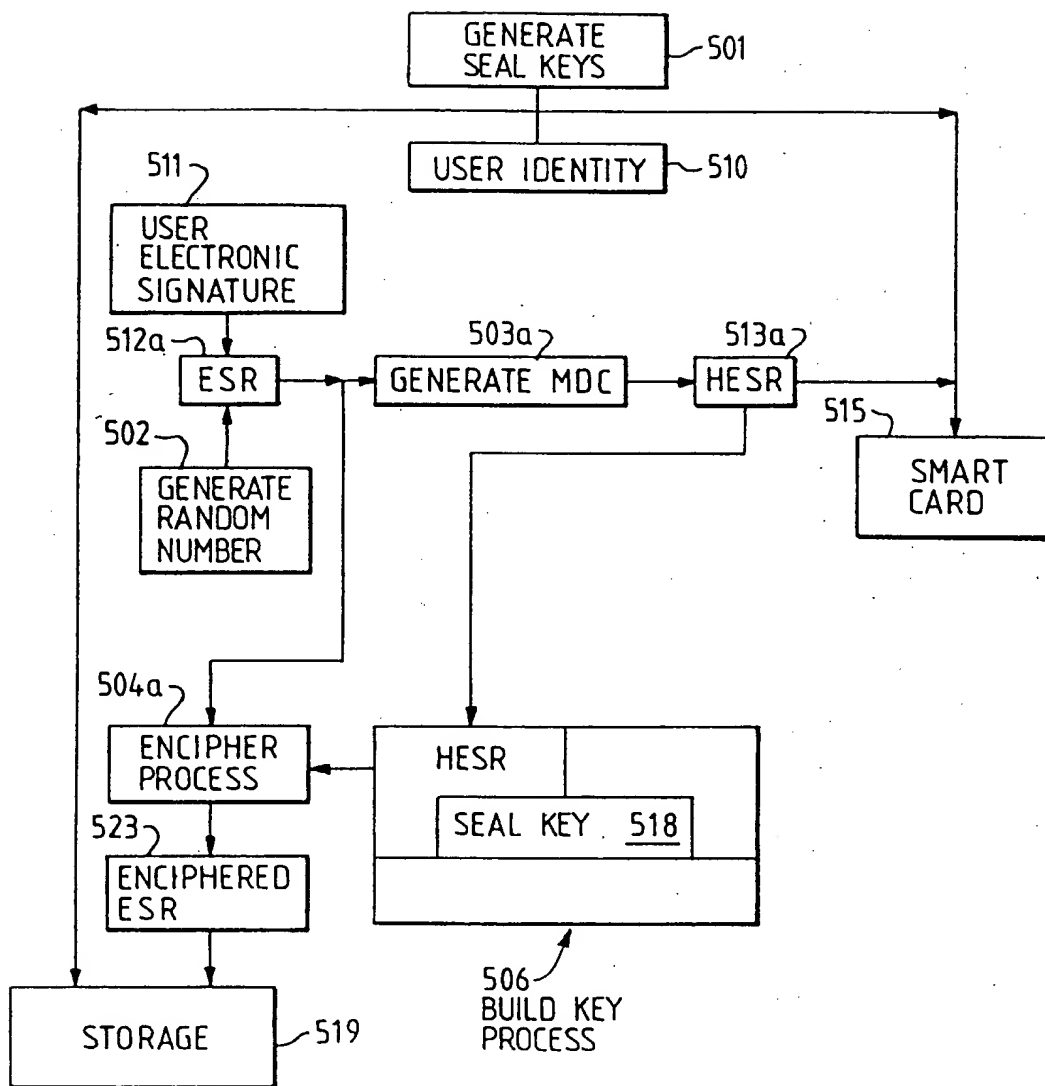 GENERATE
SEAL KEYS
501
USER IDENTITY
510
511
USER
ELECTRONIC
SIGNATURE
512a
ESR
503a
GENERATE MDC
513a
HESR
502
GENERATE
RANDOM
NUMBER
515
SMART
CARD
504a
ENCIPHER
PROCESS
HESR
SEAL KEY 518
523
ENCIPHERED
ESR
506
BUILD KEY
PROCESS
STORAGE
519